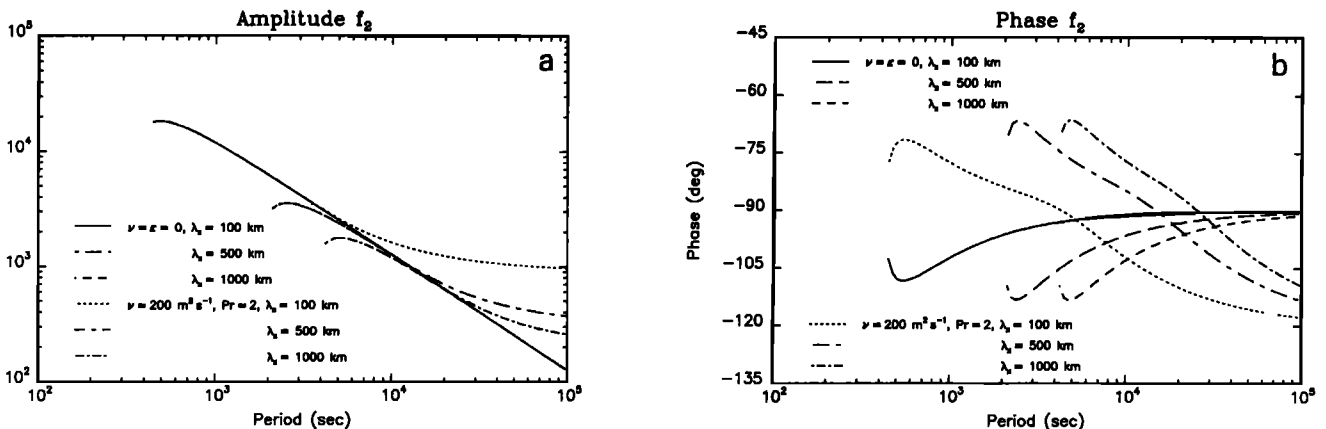 Amplitude f₂
10⁵
a
10⁴
10³
10²
ν = ε = 0, λₓ = 100 km
λₓ = 500 km
λₓ = 1000 km
ν = 200 m² s⁻¹, Pr = 2, λₓ = 100 km
λₓ = 500 km
λₓ = 1000 km
10² 10³ 10⁴ 10⁵
Period (sec)
Phase f₂
-45
b
-60
-75
-90
-105
-120
-135
Phase (deg)
ν = ε = 0, λₓ = 100 km
λₓ = 500 km
λₓ = 1000 km
ν = 200 m² s⁻¹, Pr = 2, λₓ = 100 km
λₓ = 500 km
λₓ = 1000 km
10² 10³ 10⁴ 10⁵
Period (sec)